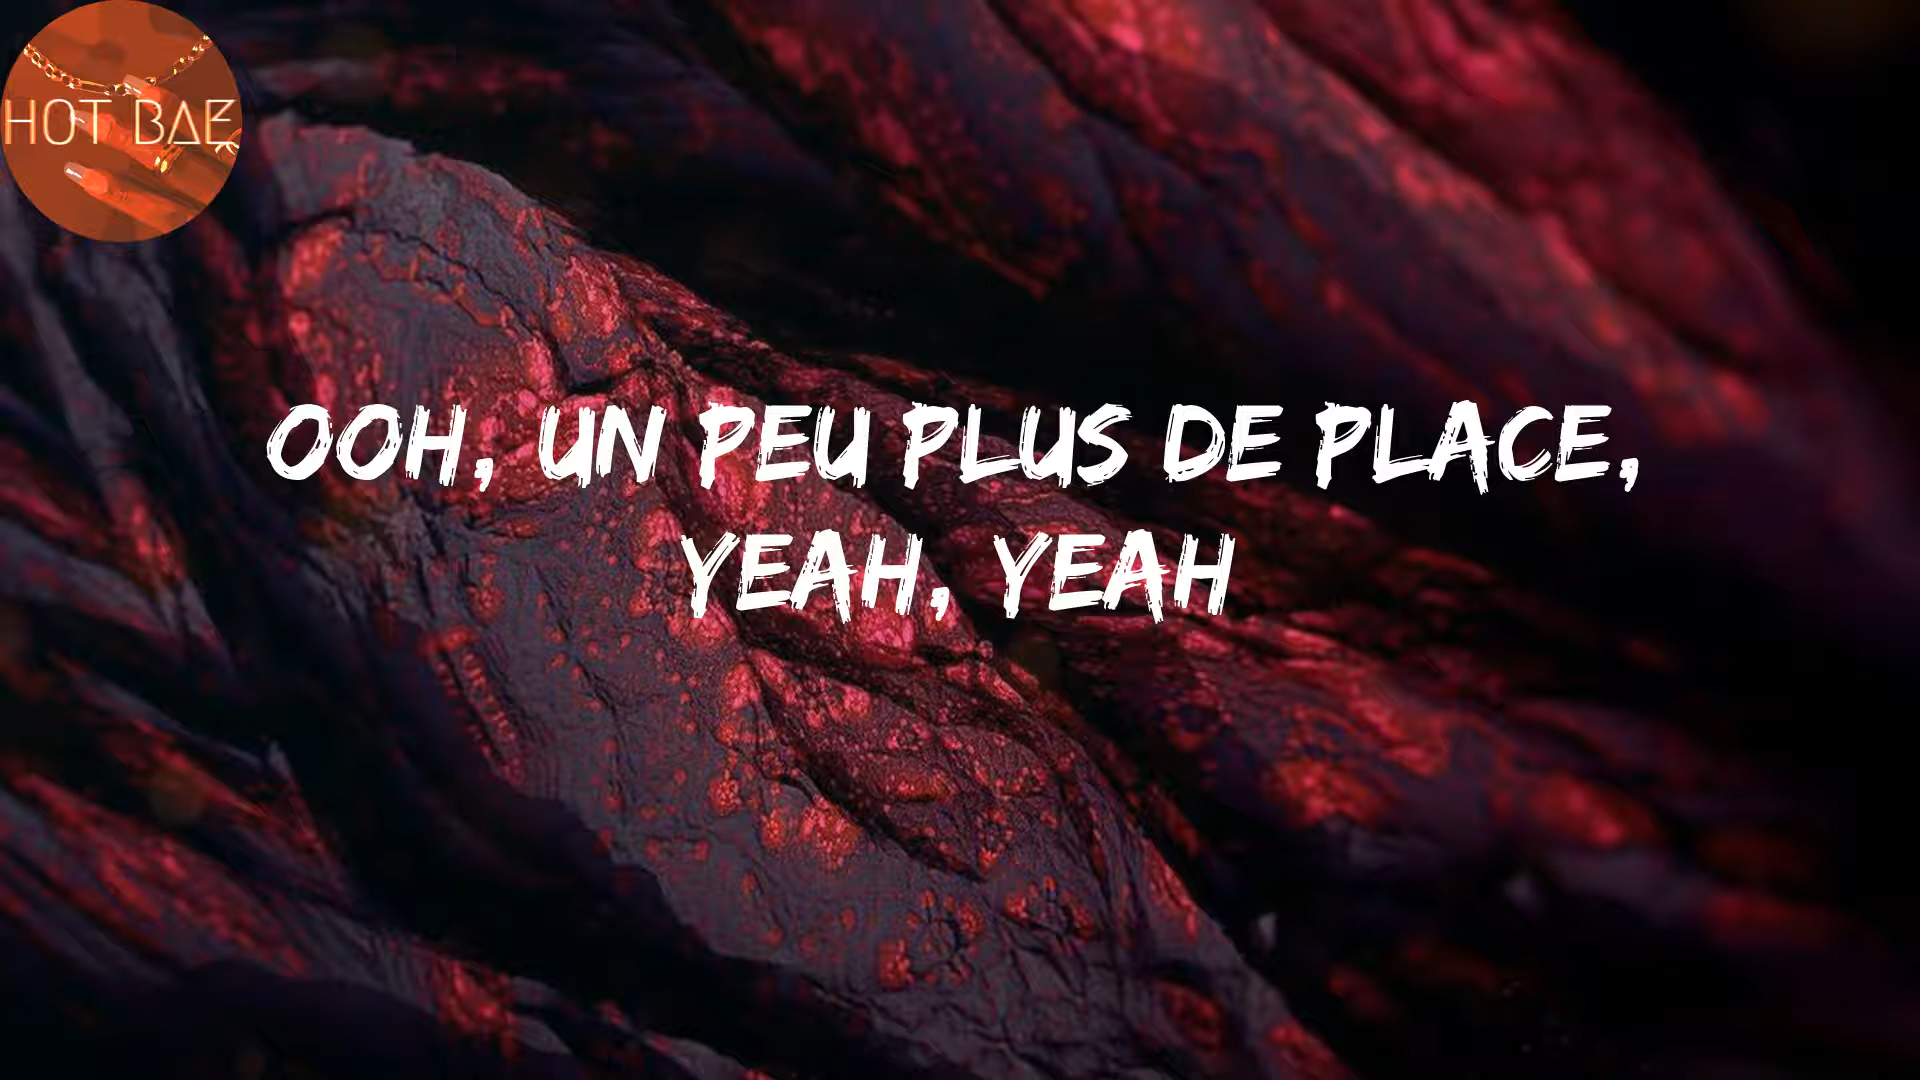 HOT BAE
OOH, UN PEU PLUS DE PLACE,
YEAH, YEAH